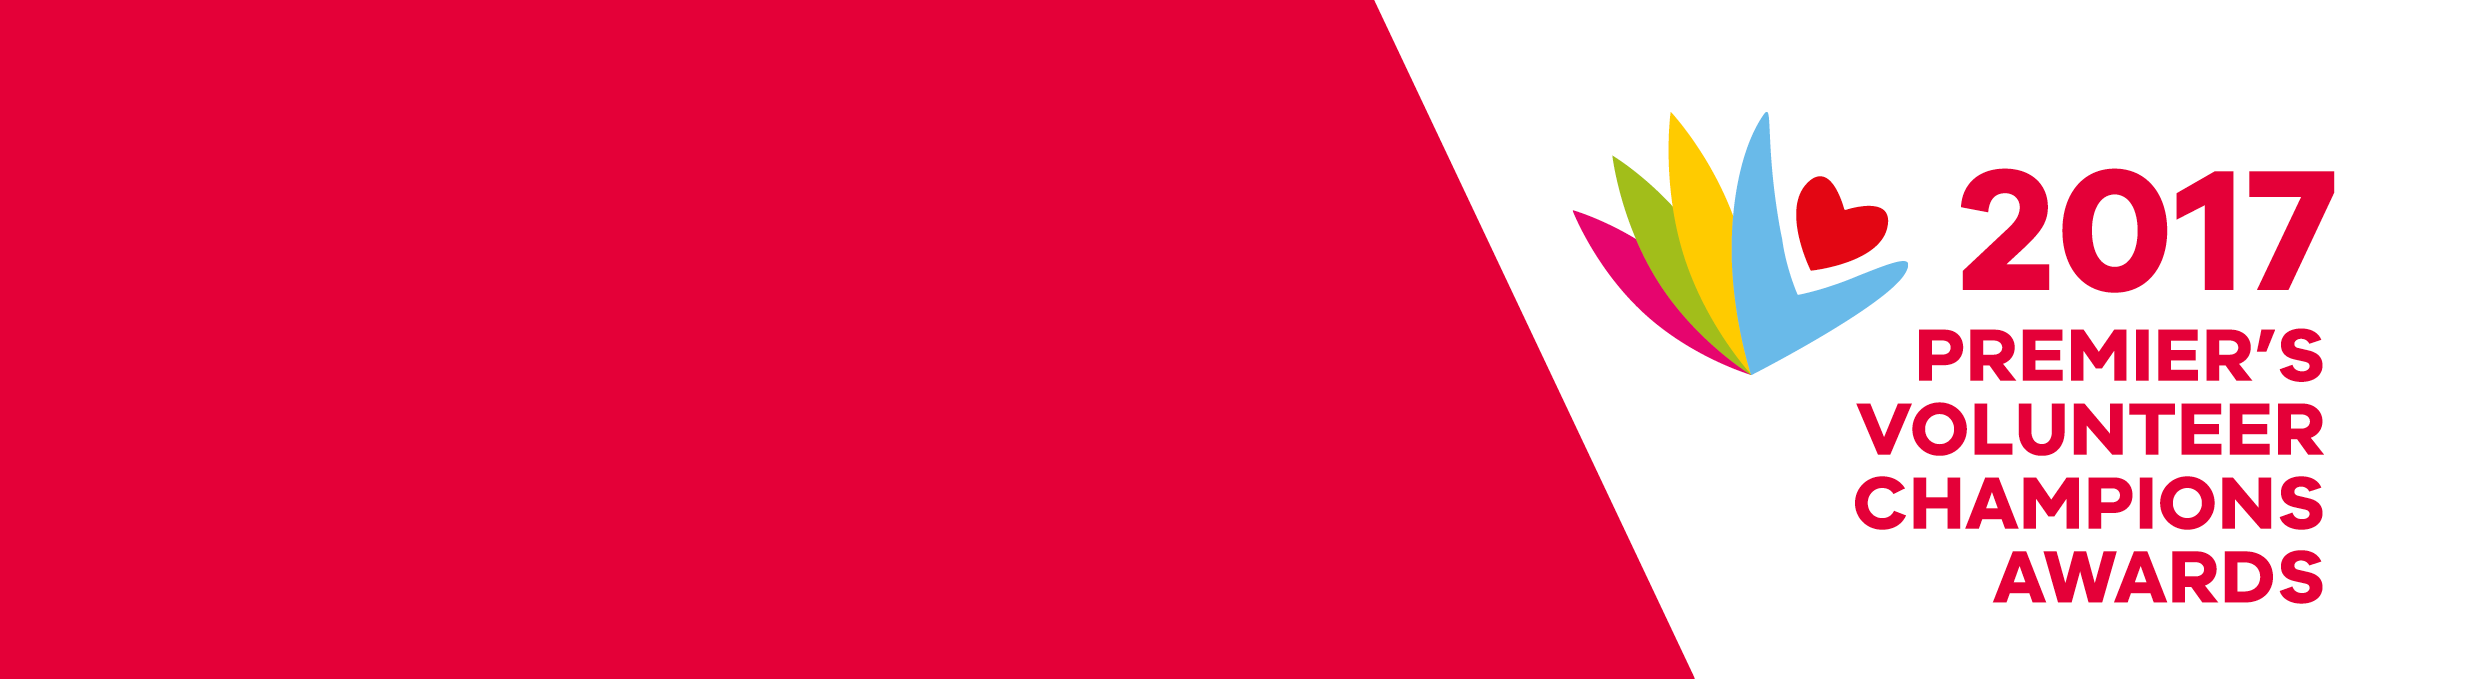 2017
PREMIER’S
VOLUNTEER
CHAMPIONS
AWARDS